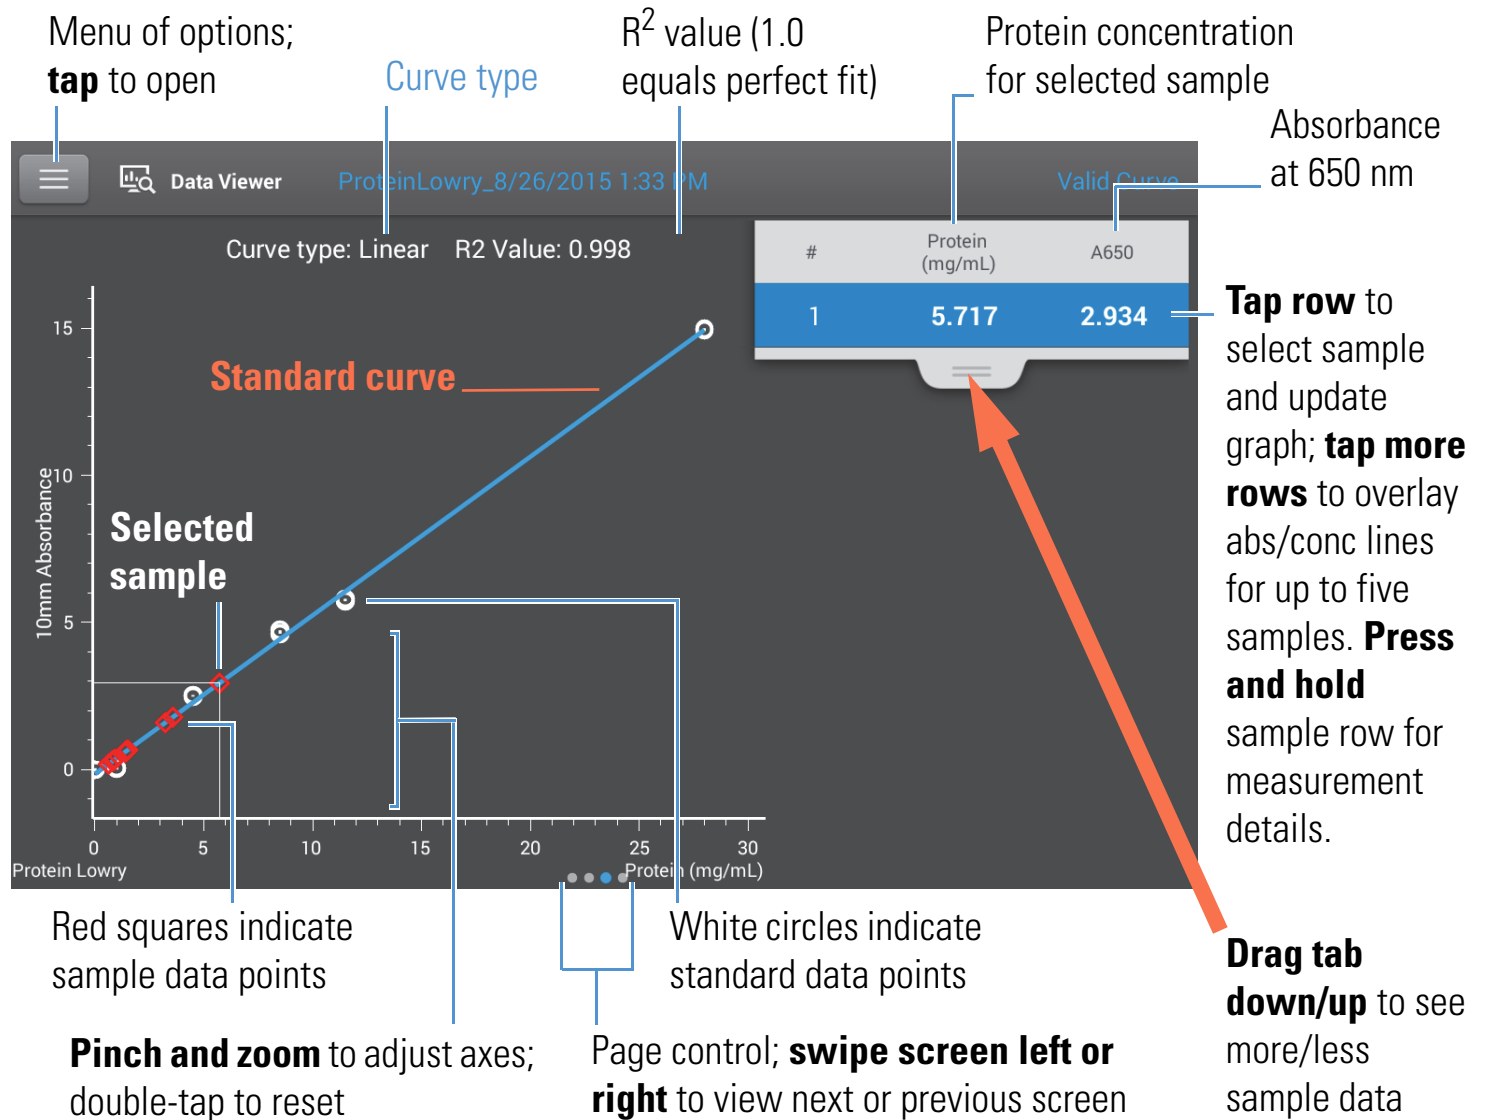 Menu of options;
tap to open
Curve type
R2 value (1.0
equals perfect fit)
Protein concentration
for selected sample
Absorbance
at 650 nm
Data Viewer
ProteinLowry_8/26/2015 1:33 PM
Valid Curve
Curve type: Linear R2 Value: 0.998
# Protein (mg/mL) A650
1 5.717 2.934
Standard curve
Selected
sample
10mm Absorbance
15
10
5
0
0 5 10 15 20 25 30
Protein Lowry
Protein (mg/mL)
Tap row to
select sample
and update
graph; tap more
rows to overlay
abs/conc lines
for up to five
samples. Press
and hold
sample row for
measurement
details.
Red squares indicate
sample data points
White circles indicate
standard data points
Pinch and zoom to adjust axes;
double-tap to reset
Page control; swipe screen left or
right to view next or previous screen
Drag tab
down/up to see
more/less
sample data